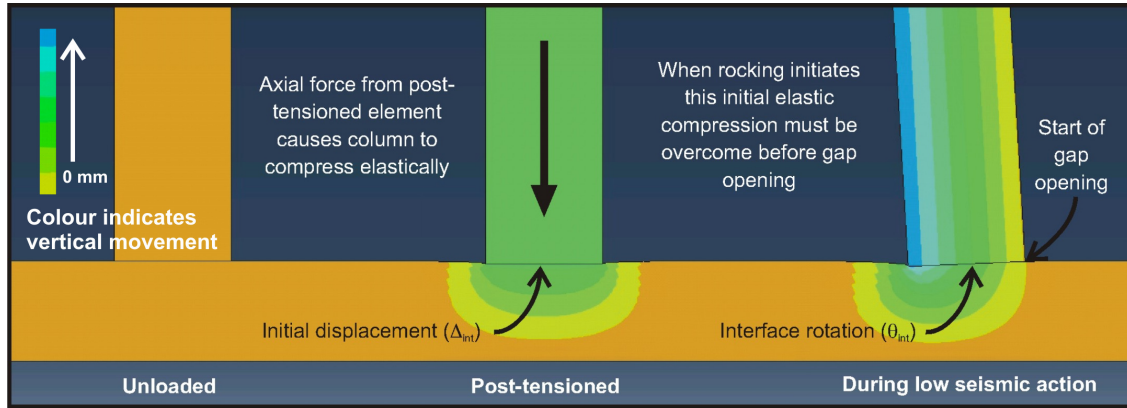 0 mm
Colour indicates
vertical movement
Axial force from post-
tensioned element
causes column to
compress elastically
When rocking initiates
this initial elastic
compression must be
overcome before gap
opening
Start of
gap
opening
Initial displacement (Δint)
Interface rotation (θint)
Unloaded
Post-tensioned
During low seismic action